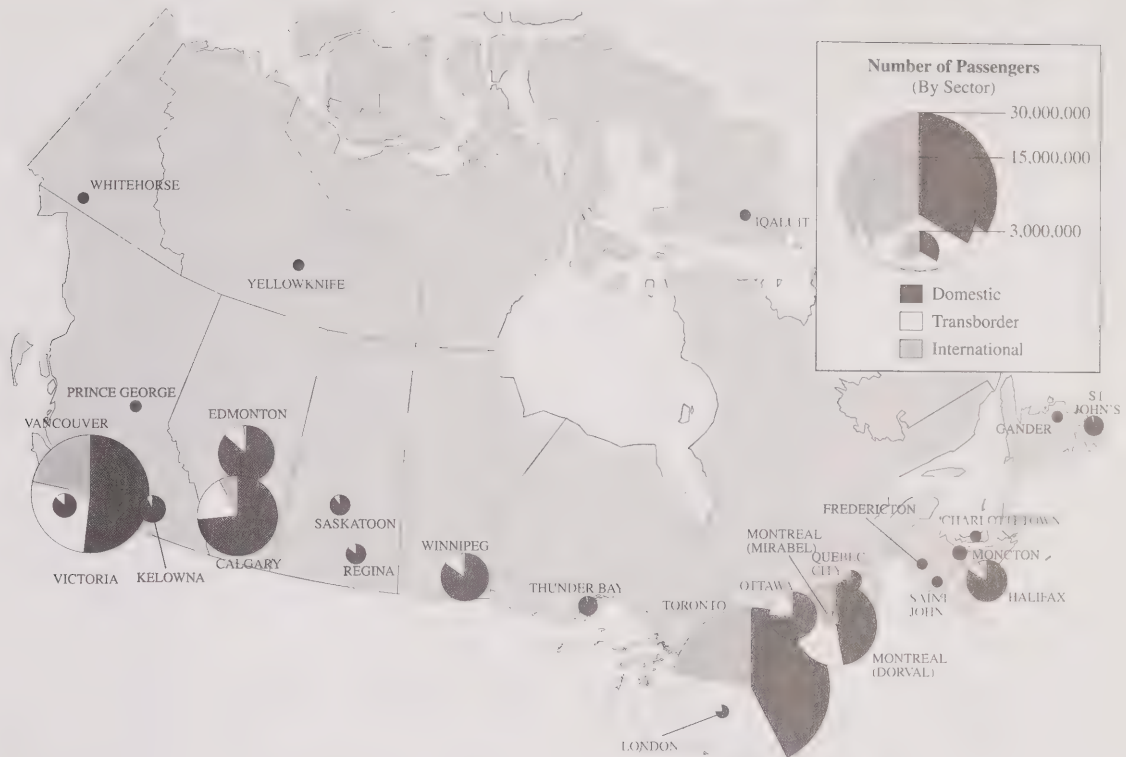 Number of Passengers
(By Sector)
30,000,000
15,000,000
3,000,000
Domestic
Transborder
International
WHITEHORSE
YELLOWKNIFE
IQALUIT
PRINCE GEORGE
VANCOUVER
EDMONTON
GANDER
ST
JOHN'S
SASKATOON
REGINA
VICTORIA
KELOWNA
CALGARY
WINNIPEG
THUNDER BAY
TORONTO
OTTAWA
MONTREAL
(MIRABEL)
QUEBEC
CITY
FREDERICTON
CHARLOTTETOWN
MONCTON
SAINT
JOHN
HALIFAX
MONTREAL
(DORVAL)
LONDON